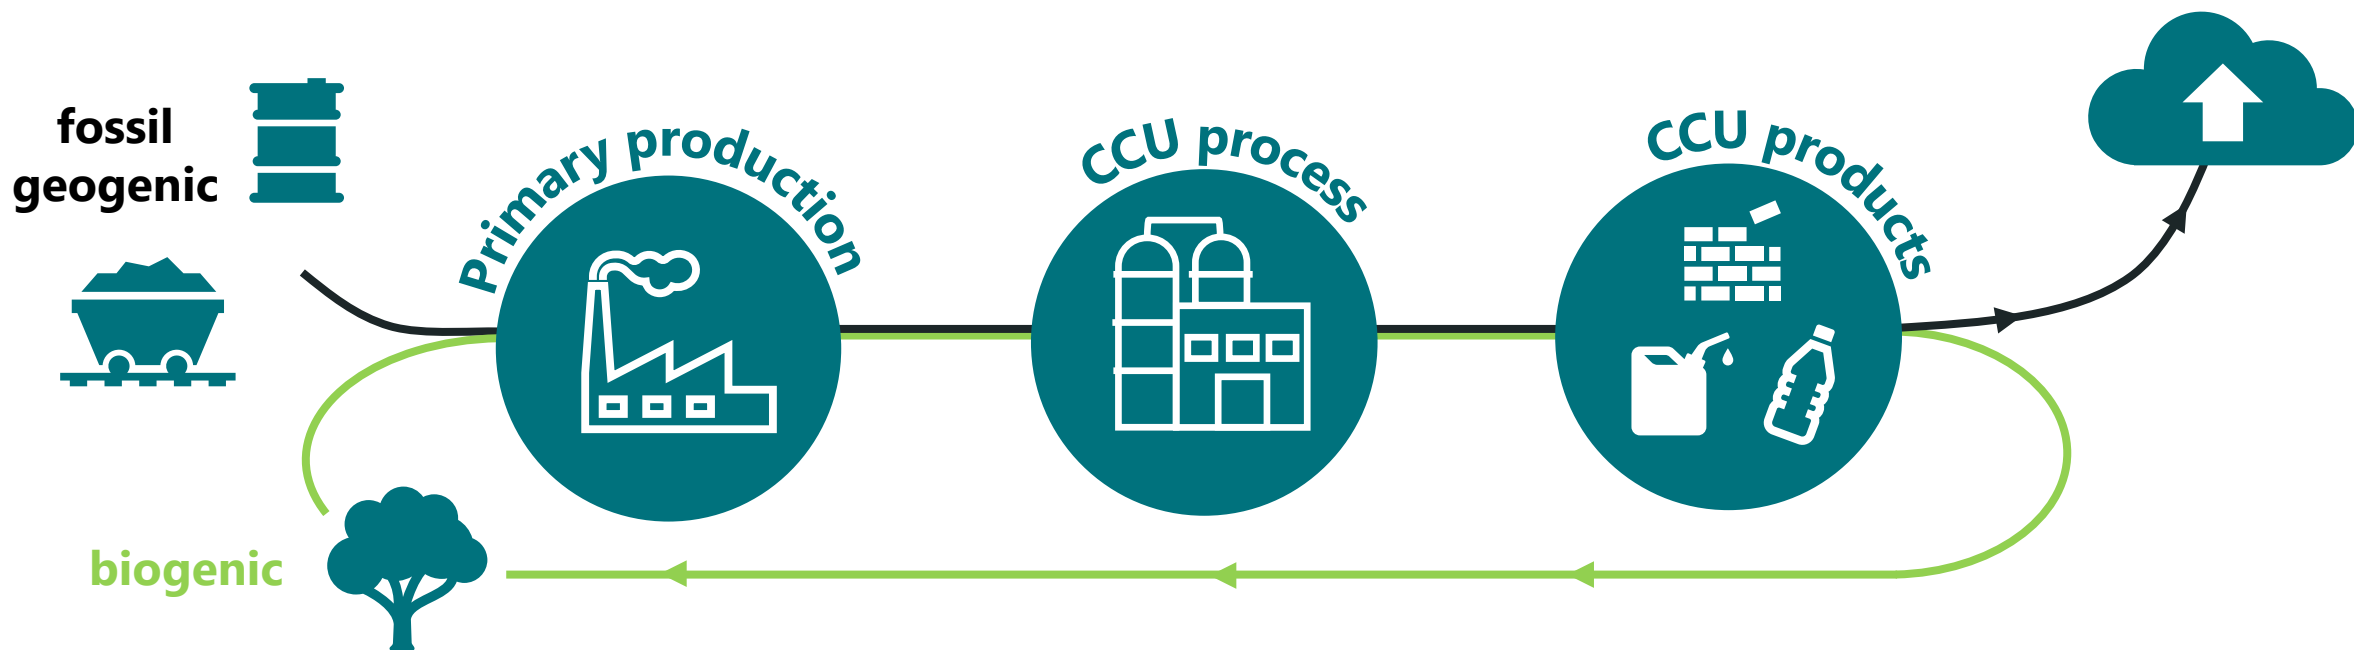 fossil
geogenic
Primary production
CCU process
CCU products
biogenic